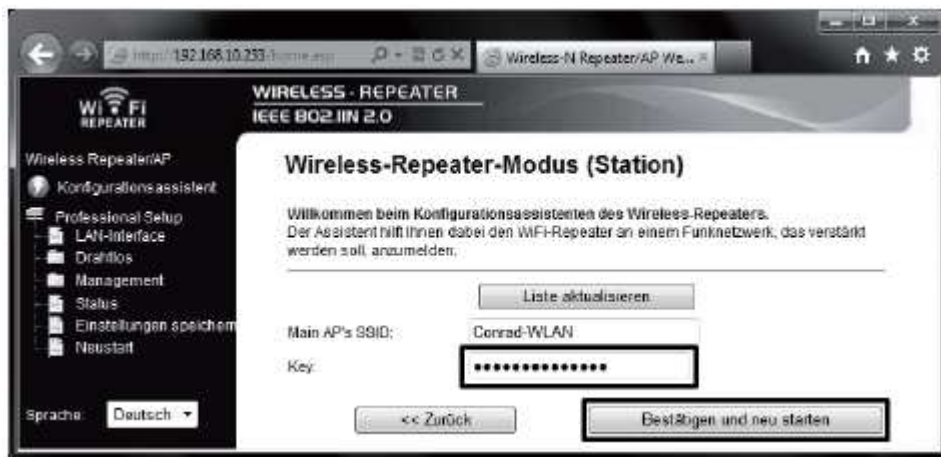 http://192.168.10.233/home.asp
Wireless-N Repeater/AP We...
Wi Fi
REPEATER
WIRELESS - REPEATER
IEEE 802.11N 2.0
Wireless Repeater/AP
Konfigurationsassistent
Professional Setup
LAN-Interface
Drahtlos
Management
Status
Einstellungen speichern
Neustart
Sprache: Deutsch
Wireless-Repeater-Modus (Station)
Willkommen beim Konfigurationsassistenten des Wireless-Repeaters.
Der Assistent hilft Ihnen dabei den WiFi-Repeater an einem Funknetzwerk, das verstärkt
werden soll, anzumelden.
Liste aktualisieren
Main AP's SSID: Conrad-WLAN
Key: ••••••••••••••
<< Zurück
Bestätigen und neu starten